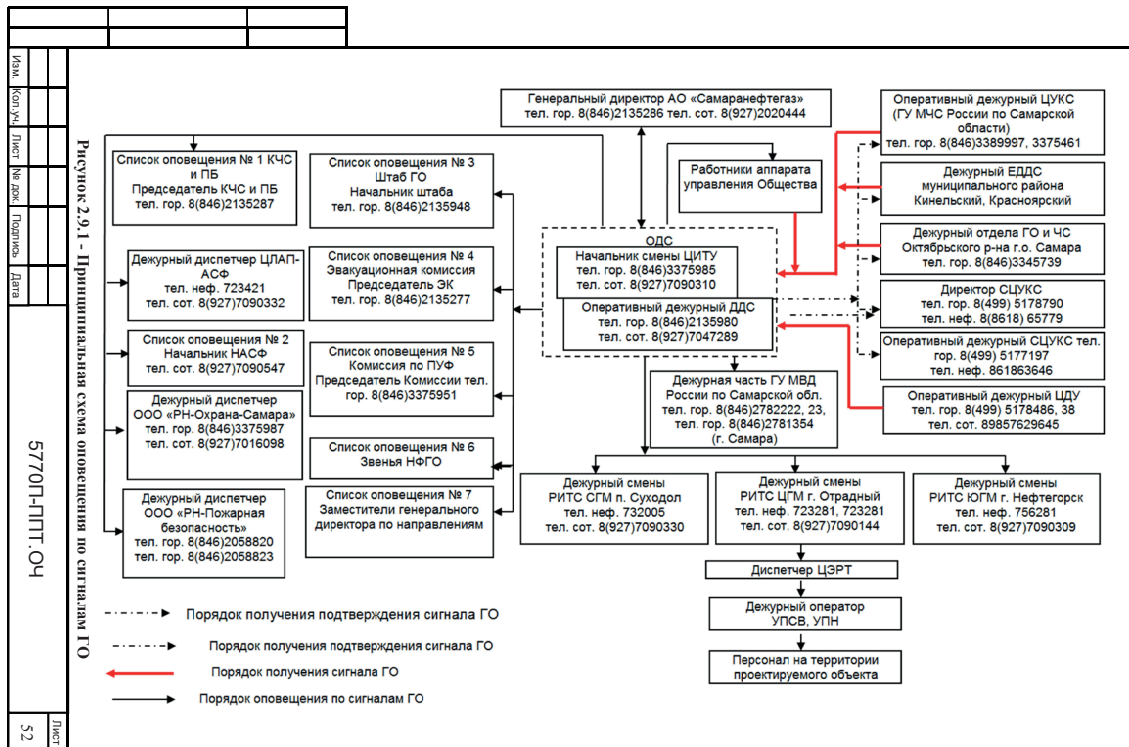 Изм.
Кол.уч.
Лист
№ док.
Подпись
Дата
5770П-ППТ.ОЧ
Лист
52
Рисунок 2.9.1 - Принципиальная схема оповещения по сигналам ГО
Генеральный директор АО «Самаранефтегаз»
тел. гор. 8(846)2135286 тел. сот. 8(927)2020444
Оперативный дежурный ЦУКС
(ГУ МЧС России по Самарской
области)
тел. гор. 8(846)3389997, 3375461
Список оповещения № 1 КЧС
и ПБ
Председатель КЧС и ПБ
тел. гор. 8(846)2135287
Список оповещения № 3
Штаб ГО
Начальник штаба
тел. гор. 8(846)2135948
Работники аппарата
управления Общества
Дежурный ЕДДС
муниципального района
Кинельский, Красноярский
Дежурный отдела ГО и ЧС
Октябрьского р-на г.о. Самара
тел. гор. 8(846)3345739
Дежурный диспетчер ЦЛАП-
АСФ
тел. неф. 723421
тел. сот. 8(927)7090332
Список оповещения № 4
Эвакуационная комиссия
Председатель ЭК
тел. гор. 8(846)2135277
ОДС
Начальник смены ЦИТУ
тел. гор. 8(846)3375985
тел. сот. 8(927)7090310
Оперативный дежурный ДДС
тел. гор. 8(846)2135980
тел. сот. 8(927)7047289
Директор СЦУКС
тел. гор. 8(499) 5178790
тел. неф. 8(8618) 65779
Оперативный дежурный СЦУКС тел.
гор. 8(499) 5177197
тел. неф. 861863646
Список оповещения № 2
Начальник НАСФ
тел. сот. 8(927)7090547
Список оповещения № 5
Комиссия по ПУФ
Председатель Комиссии тел.
гор. 8(846)3375951
Дежурная часть ГУ МВД
России по Самарской обл.
тел. гор. 8(846)2782222, 23,
тел. гор. 8(846)2781354
(г. Самара)
Оперативный дежурный ЦДУ
тел. гор. 8(499) 5178486, 38
тел. сот. 89857629645
Дежурный диспетчер
ООО «РН-Охрана-Самара»
тел. гор. 8(846)3375987
тел. сот. 8(927)7016098
Список оповещения № 6
Звенья НФГО
Дежурный диспетчер
ООО «РН-Пожарная
безопасность»
тел. гор. 8(846)2058820
тел. гор. 8(846)2058823
Список оповещения № 7
Заместители генерального
директора по направлениям
Дежурный смены
РИТС СГМ п. Суходол
тел. неф. 732005
тел. сот. 8(927)7090330
Дежурный смены
РИТС ЦГМ г. Отрадный
тел. неф. 723281, 723281
тел. сот. 8(927)7090144
Дежурный смены
РИТС ЮГМ г. Нефтегорск
тел. неф. 756281
тел. сот. 8(927)7090309
Диспетчер ЦЭРТ
Дежурный оператор
УПСВ, УПН
Персонал на территории
проектируемого объекта
Порядок получения подтверждения сигнала ГО
Порядок получения подтверждения сигнала ГО
Порядок получения сигнала ГО
Порядок оповещения по сигналам ГО